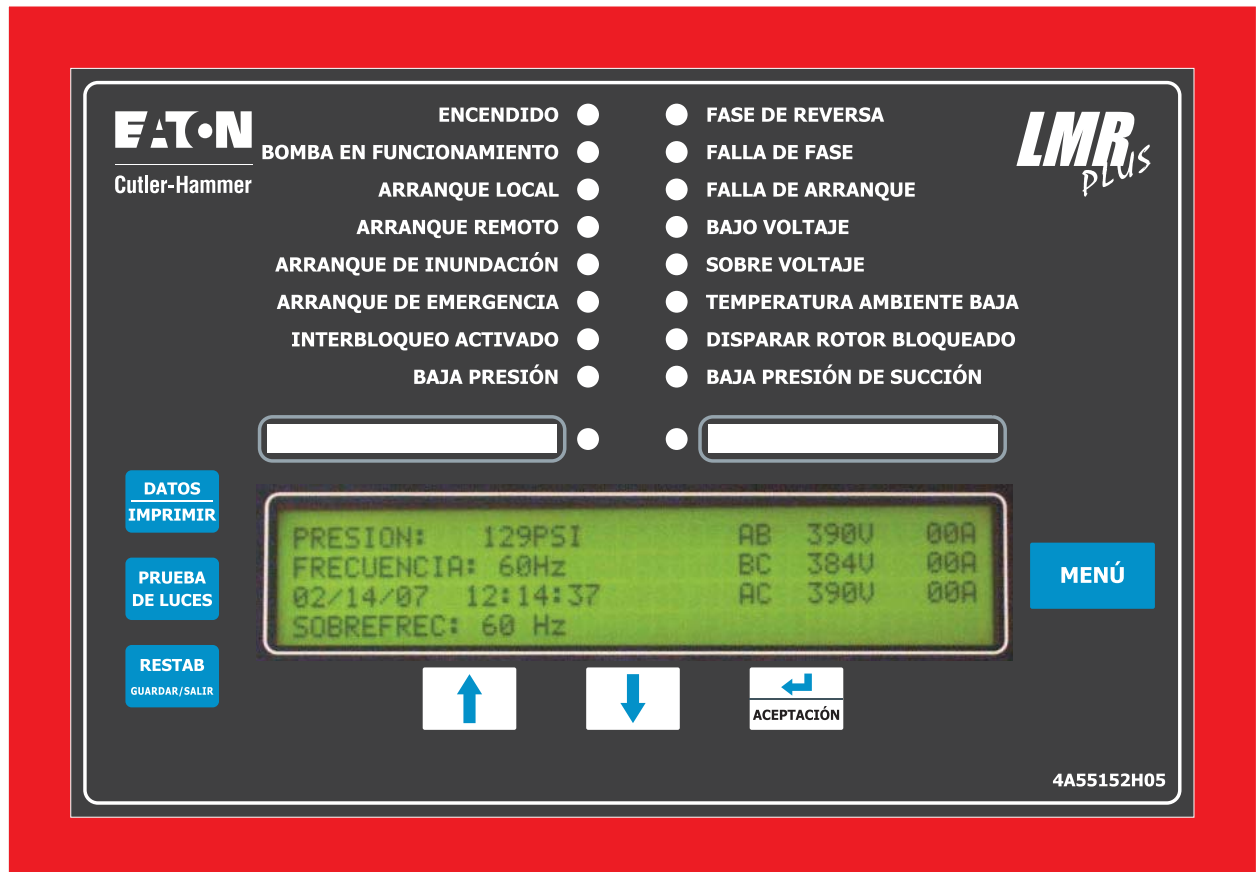 EATON
Cutler-Hammer
LMR
PLUS
ENCENDIDO
BOMBA EN FUNCIONAMIENTO
ARRANQUE LOCAL
ARRANQUE REMOTO
ARRANQUE DE INUNDACIÓN
ARRANQUE DE EMERGENCIA
INTERBLOQUEO ACTIVADO
BAJA PRESIÓN
FASE DE REVERSA
FALLA DE FASE
FALLA DE ARRANQUE
BAJO VOLTAJE
SOBRE VOLTAJE
TEMPERATURA AMBIENTE BAJA
DISPARAR ROTOR BLOQUEADO
BAJA PRESIÓN DE SUCCIÓN
DATOS
IMPRIMIR
PRUEBA
DE LUCES
RESTAB
GUARDAR/SALIR
PRESION: 129PSI AB 390V 00A
FRECUENCIA: 60Hz BC 384V 00A
02/14/07 12:14:37 AC 390V 00A
SOBREFREC: 60 Hz
MENÚ
ACEPTACIÓN
4A55152H05